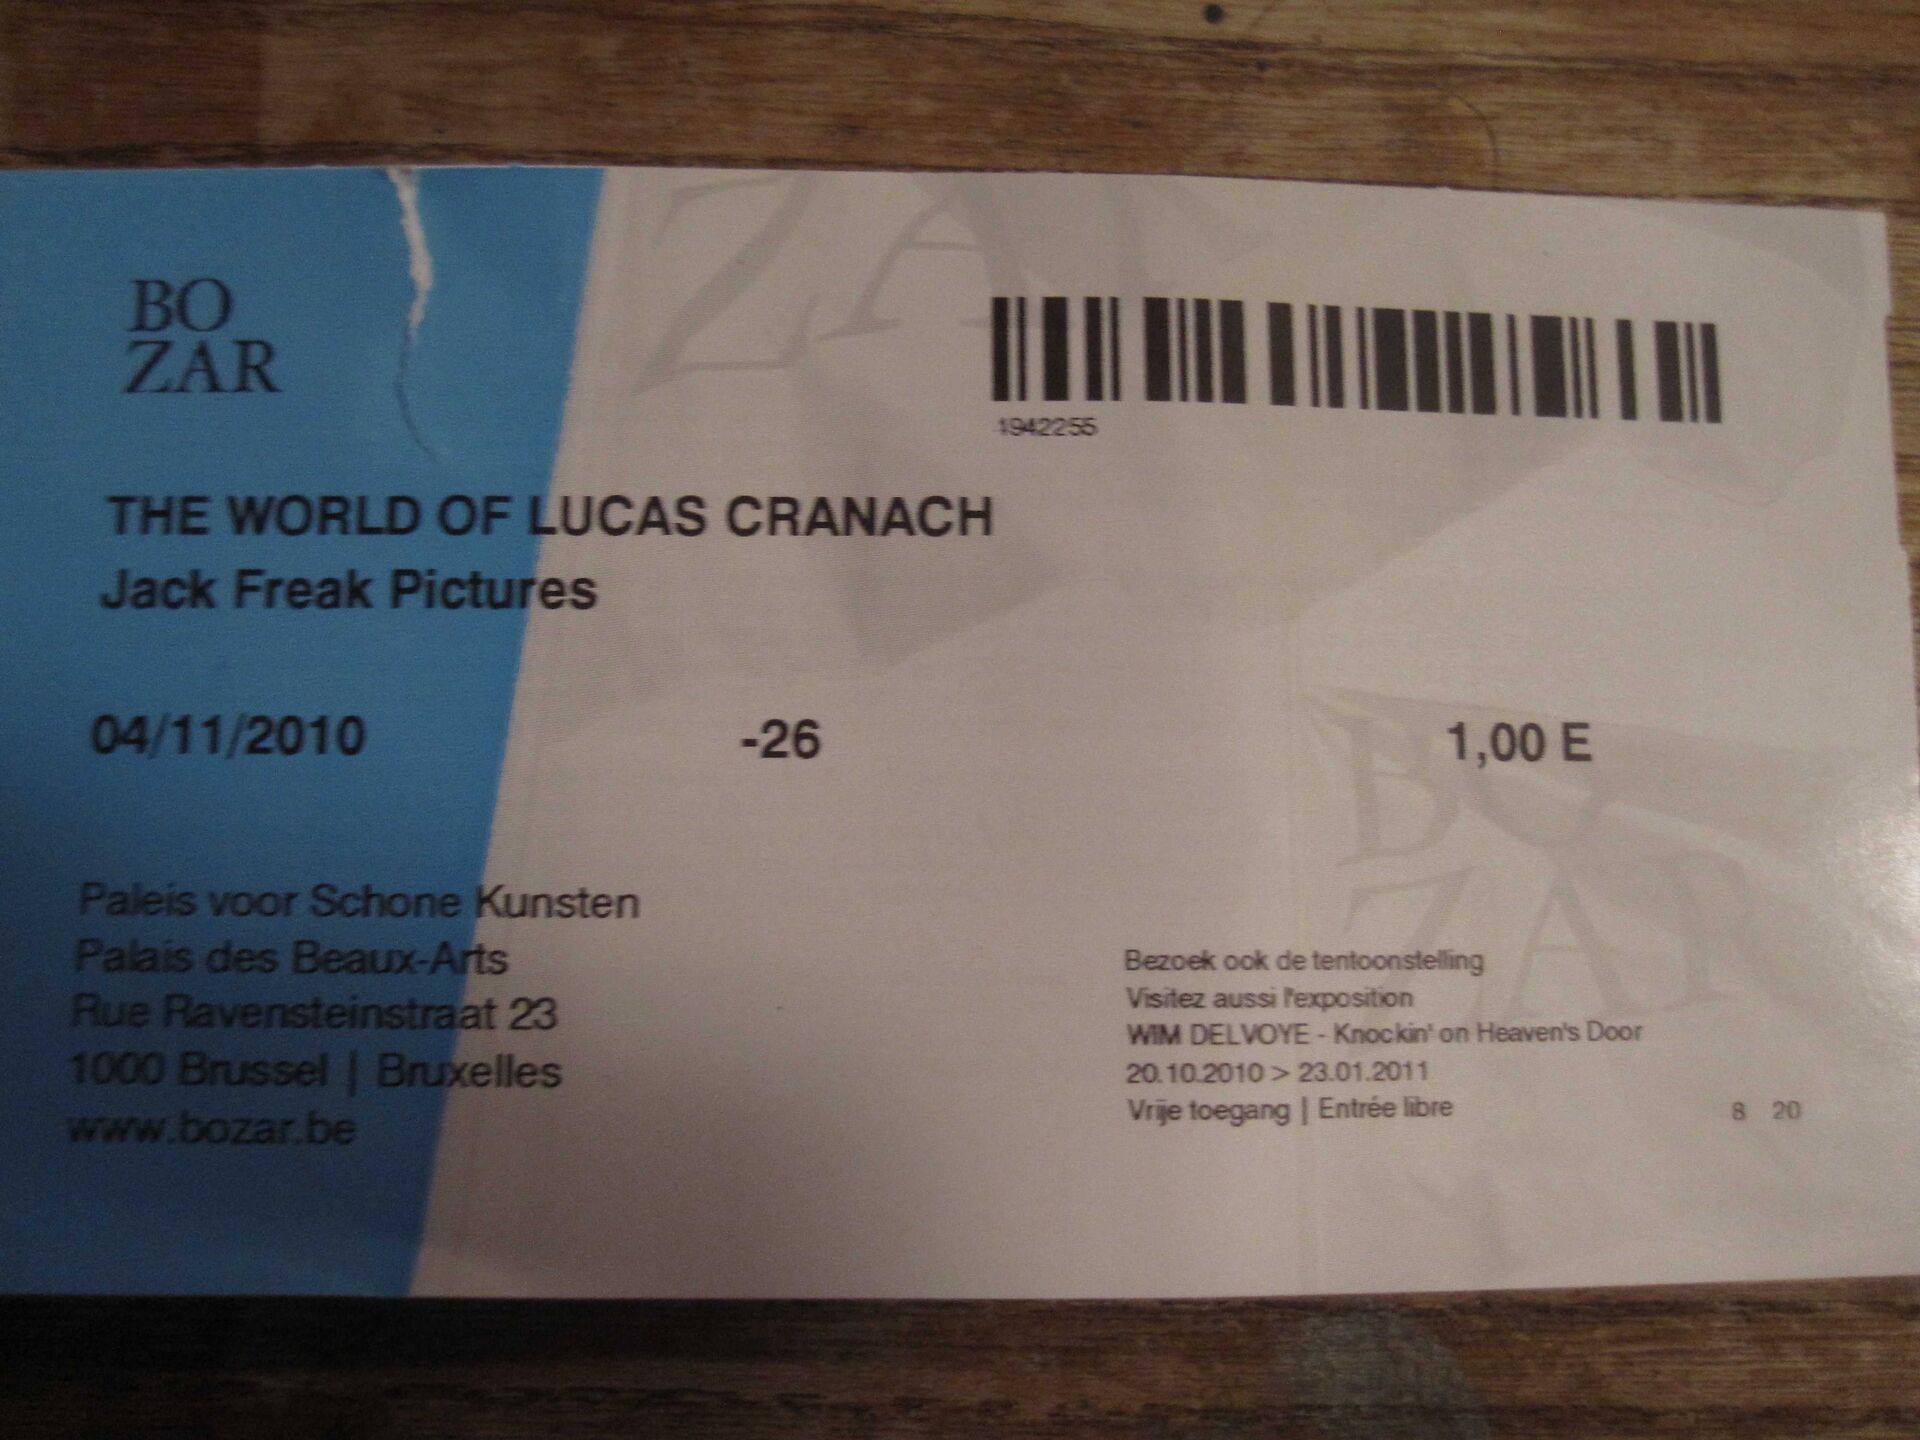 BO
ZAR
1942255
THE WORLD OF LUCAS CRANACH
Jack Freak Pictures
04/11/2010 -26 1,00 E
Paleis voor Schone Kunsten
Palais des Beaux-Arts
Rue Ravensteinstraat 23
1000 Brussel | Bruxelles
www.bozar.be
Bezoek ook de tentoonstelling
Visitez aussi l'exposition
WIM DELVOYE - Knockin' on Heaven's Door
20.10.2010 > 23.01.2011
Vrije toegang | Entrée libre
8 20